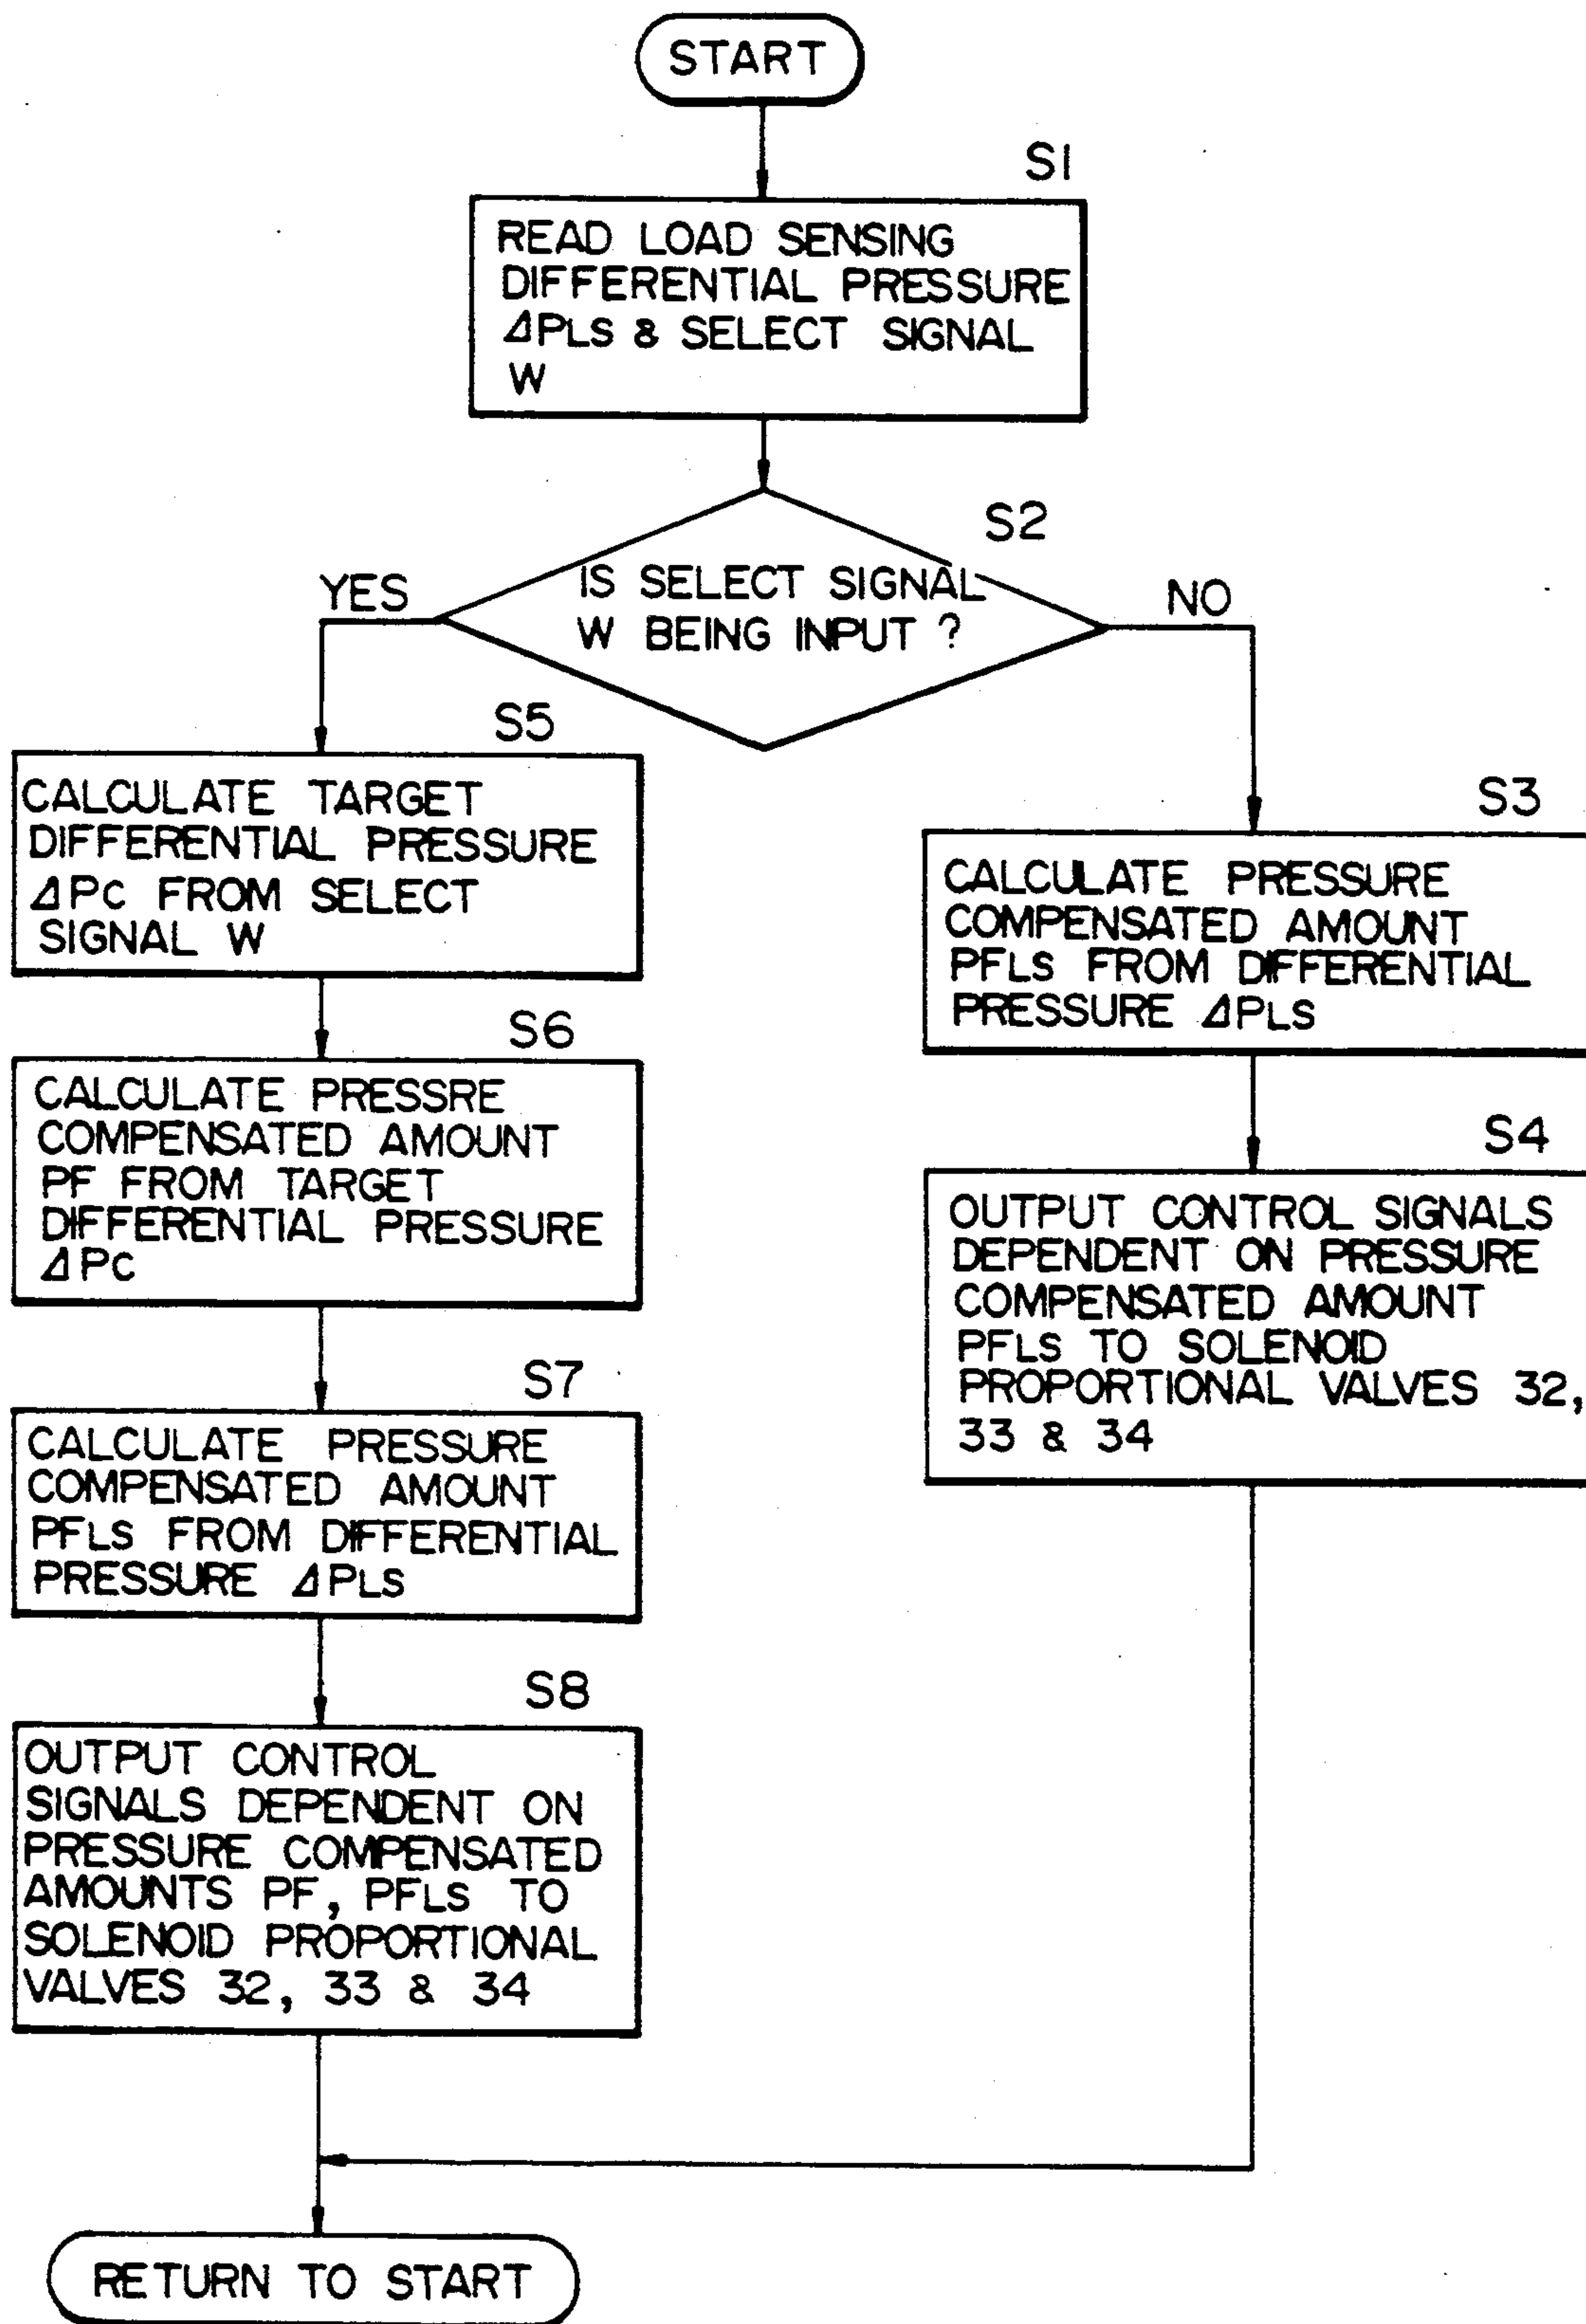 START
S1
READ LOAD SENSING
DIFFERENTIAL PRESSURE
ΔPLS & SELECT SIGNAL
W
S2
IS SELECT SIGNAL
W BEING INPUT ?
YES
NO
S5
CALCULATE TARGET
DIFFERENTIAL PRESSURE
ΔPC FROM SELECT
SIGNAL W
S6
CALCULATE PRESSRE
COMPENSATED AMOUNT
PF FROM TARGET
DIFFERENTIAL PRESSURE
ΔPC
S7
CALCULATE PRESSURE
COMPENSATED AMOUNT
PFLS FROM DIFFERENTIAL
PRESSURE ΔPLS
S8
OUTPUT CONTROL
SIGNALS DEPENDENT ON
PRESSURE COMPENSATED
AMOUNTS PF, PFLS TO
SOLENOID PROPORTIONAL
VALVES 32, 33 & 34
S3
CALCULATE PRESSURE
COMPENSATED AMOUNT
PFLS FROM DIFFERENTIAL
PRESSURE ΔPLS
S4
OUTPUT CONTROL SIGNALS
DEPENDENT ON PRESSURE
COMPENSATED AMOUNT
PFLS TO SOLENOID
PROPORTIONAL VALVES 32,
33 & 34
RETURN TO START